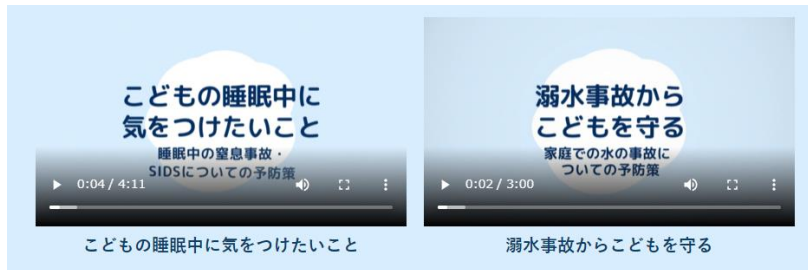 こどもの睡眠中に
気をつけたいこと
睡眠中の窒息事故・
SIDSについての予防策
0:04 / 4:11
こどもの睡眠中に気をつけたいこと
溺水事故から
こどもを守る
家庭での水の事故に
ついての予防策
0:02 / 3:00
溺水事故からこどもを守る